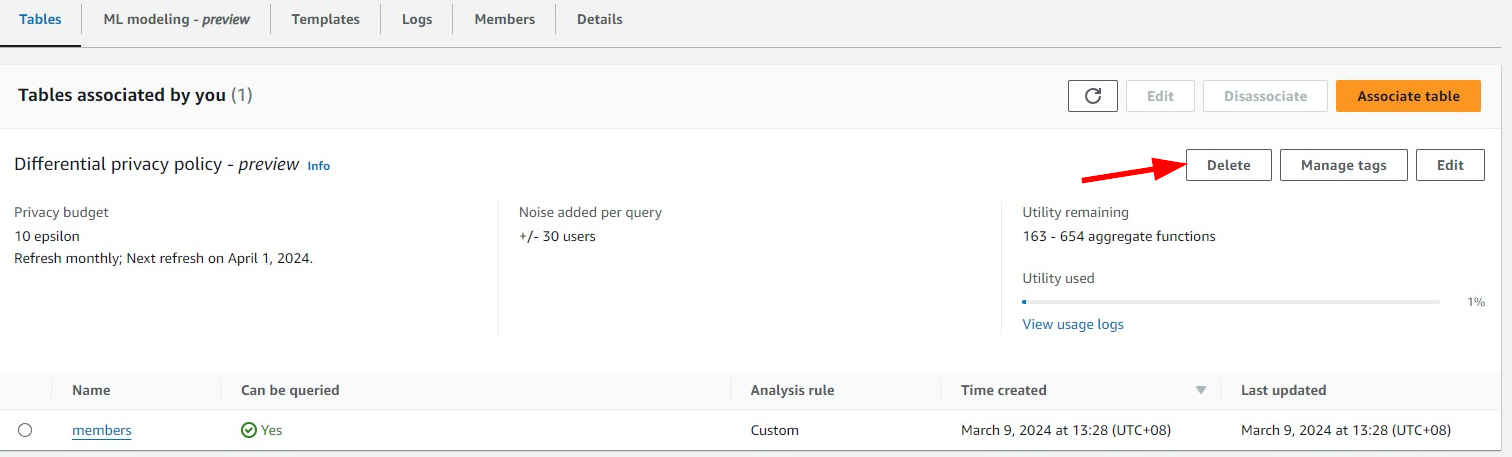 Tables ML modeling - preview Templates Logs Members Details
Tables associated by you (1) Edit Disassociate Associate table
Differential privacy policy - preview Info Delete Manage tags Edit
Privacy budget Noise added per query Utility remaining
10 epsilon +/- 30 users 163 - 654 aggregate functions
Refresh monthly; Next refresh on April 1, 2024.
Utility used
1%
View usage logs
Name Can be queried Analysis rule Time created Last updated
members Yes Custom March 9, 2024 at 13:28 (UTC+08) March 9, 2024 at 13:28 (UTC+08)